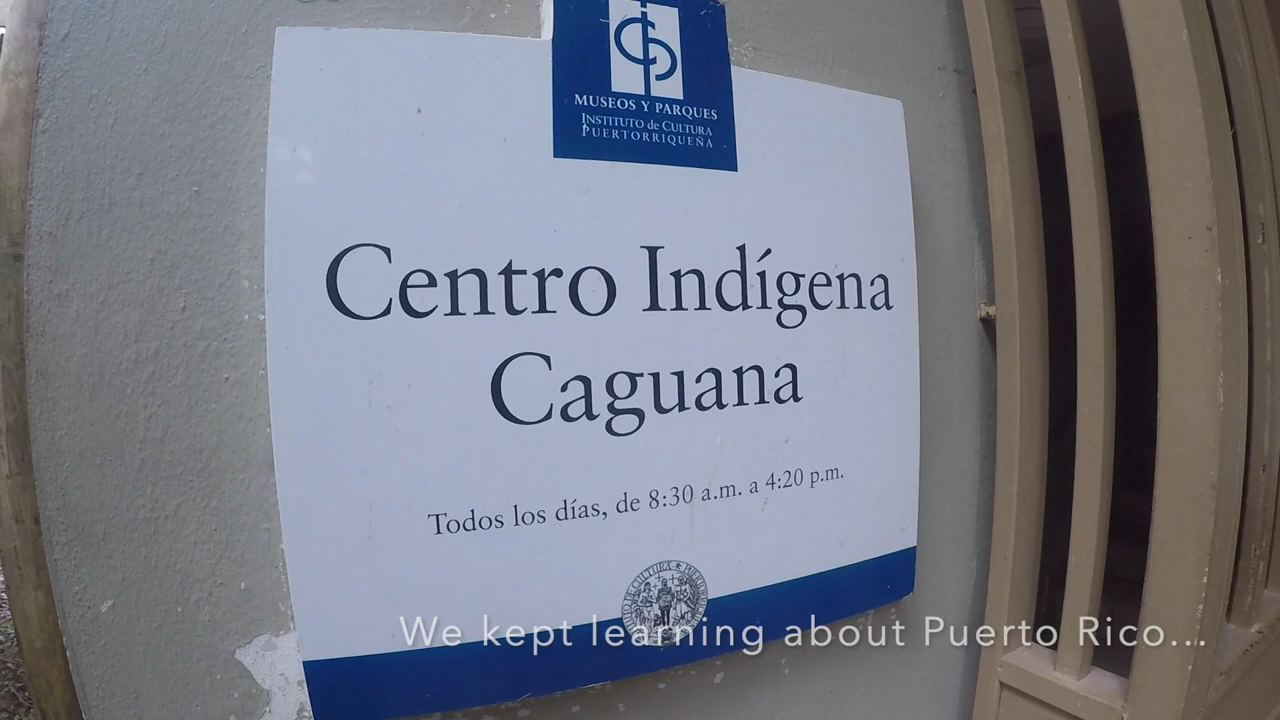 MUSEOS Y PARQUES
INSTITUTO de CULTURA
PUERTORRIQUEÑA
Centro Indígena
Caguana
Todos los días, de 8:30 a.m. a 4:20 p.m.
We kept learning about Puerto Rico....